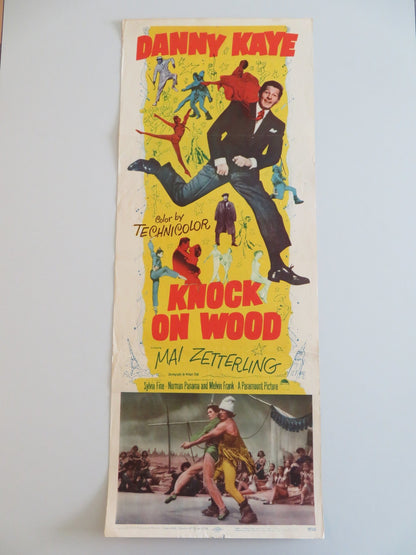 DANNY KAYE
Color by
TECHNICOLOR
KNOCK
ON WOOD
MAI ZETTERLING
Sylvia Fine · Norman Panama and Melvin Frank · A Paramount Picture